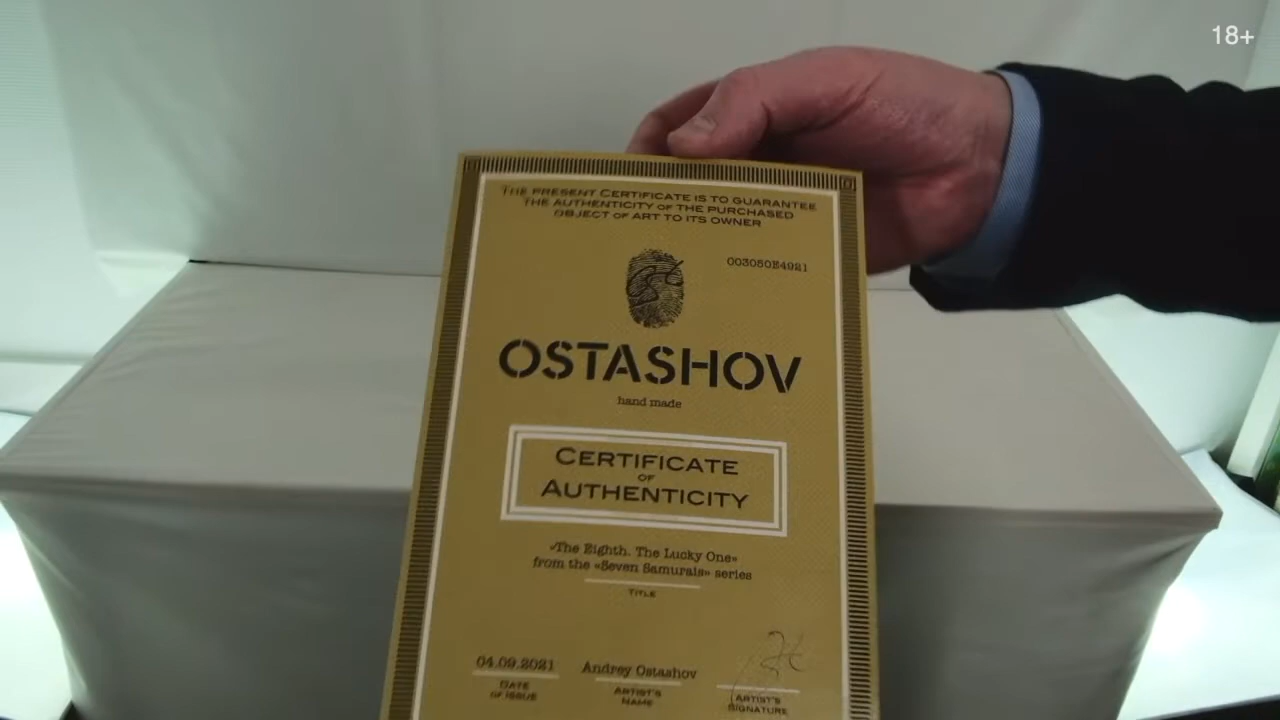 18+
THE PRESENT CERTIFICATE IS TO GUARANTEE
THE AUTHENTICITY OF THE PURCHASED
OBJECT OF ART TO ITS OWNER
003050E4921
OSTASHOV
hand made
CERTIFICATE
OF
AUTHENTICITY
«The Eighth. The Lucky One»
from the «Seven Samurais» series
TITLE
04.09.2021 Andrey Ostashov
DATE OF ISSUE
ARTIST'S NAME
ARTIST'S SIGNATURE